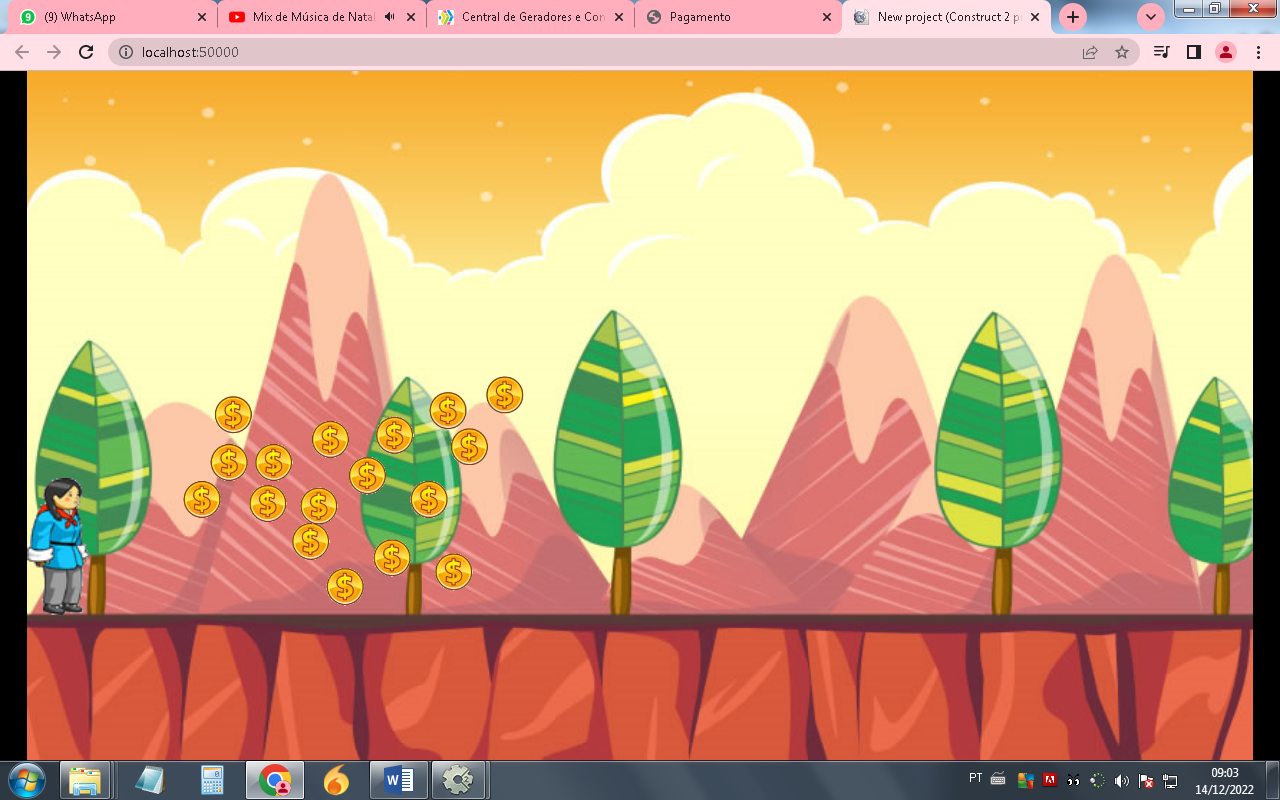 9
(9) WhatsApp
Mix de Música de Natal
Central de Geradores e Con
Pagamento
New project (Construct 2 p
localhost:50000
$ $ $ $ $ $ $ $ $ $ $ $ $ $ $ $ $ $
W
PT
09:03
14/12/2022